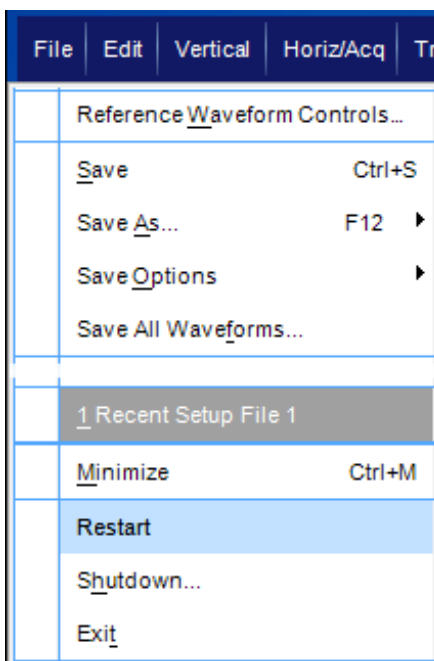 File Edit Vertical Horiz/Acq Tr
Reference Waveform Controls...
Save Ctrl+S
Save As... F12
Save Options
Save All Waveforms...
1 Recent Setup File 1
Minimize Ctrl+M
Restart
Shutdown...
Exit